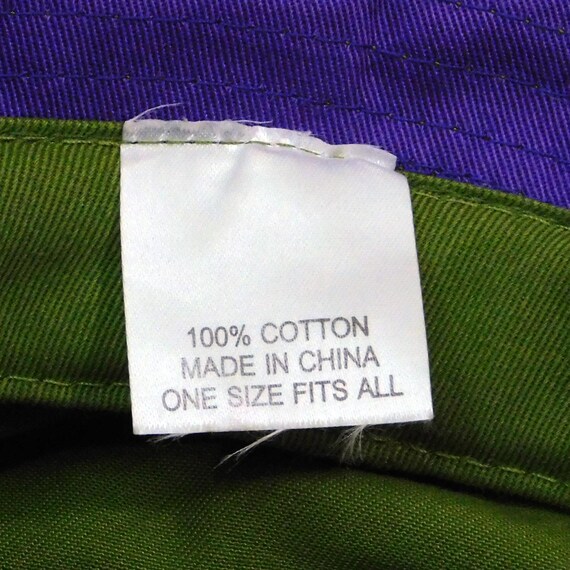 100% COTTON
MADE IN CHINA
ONE SIZE FITS ALL